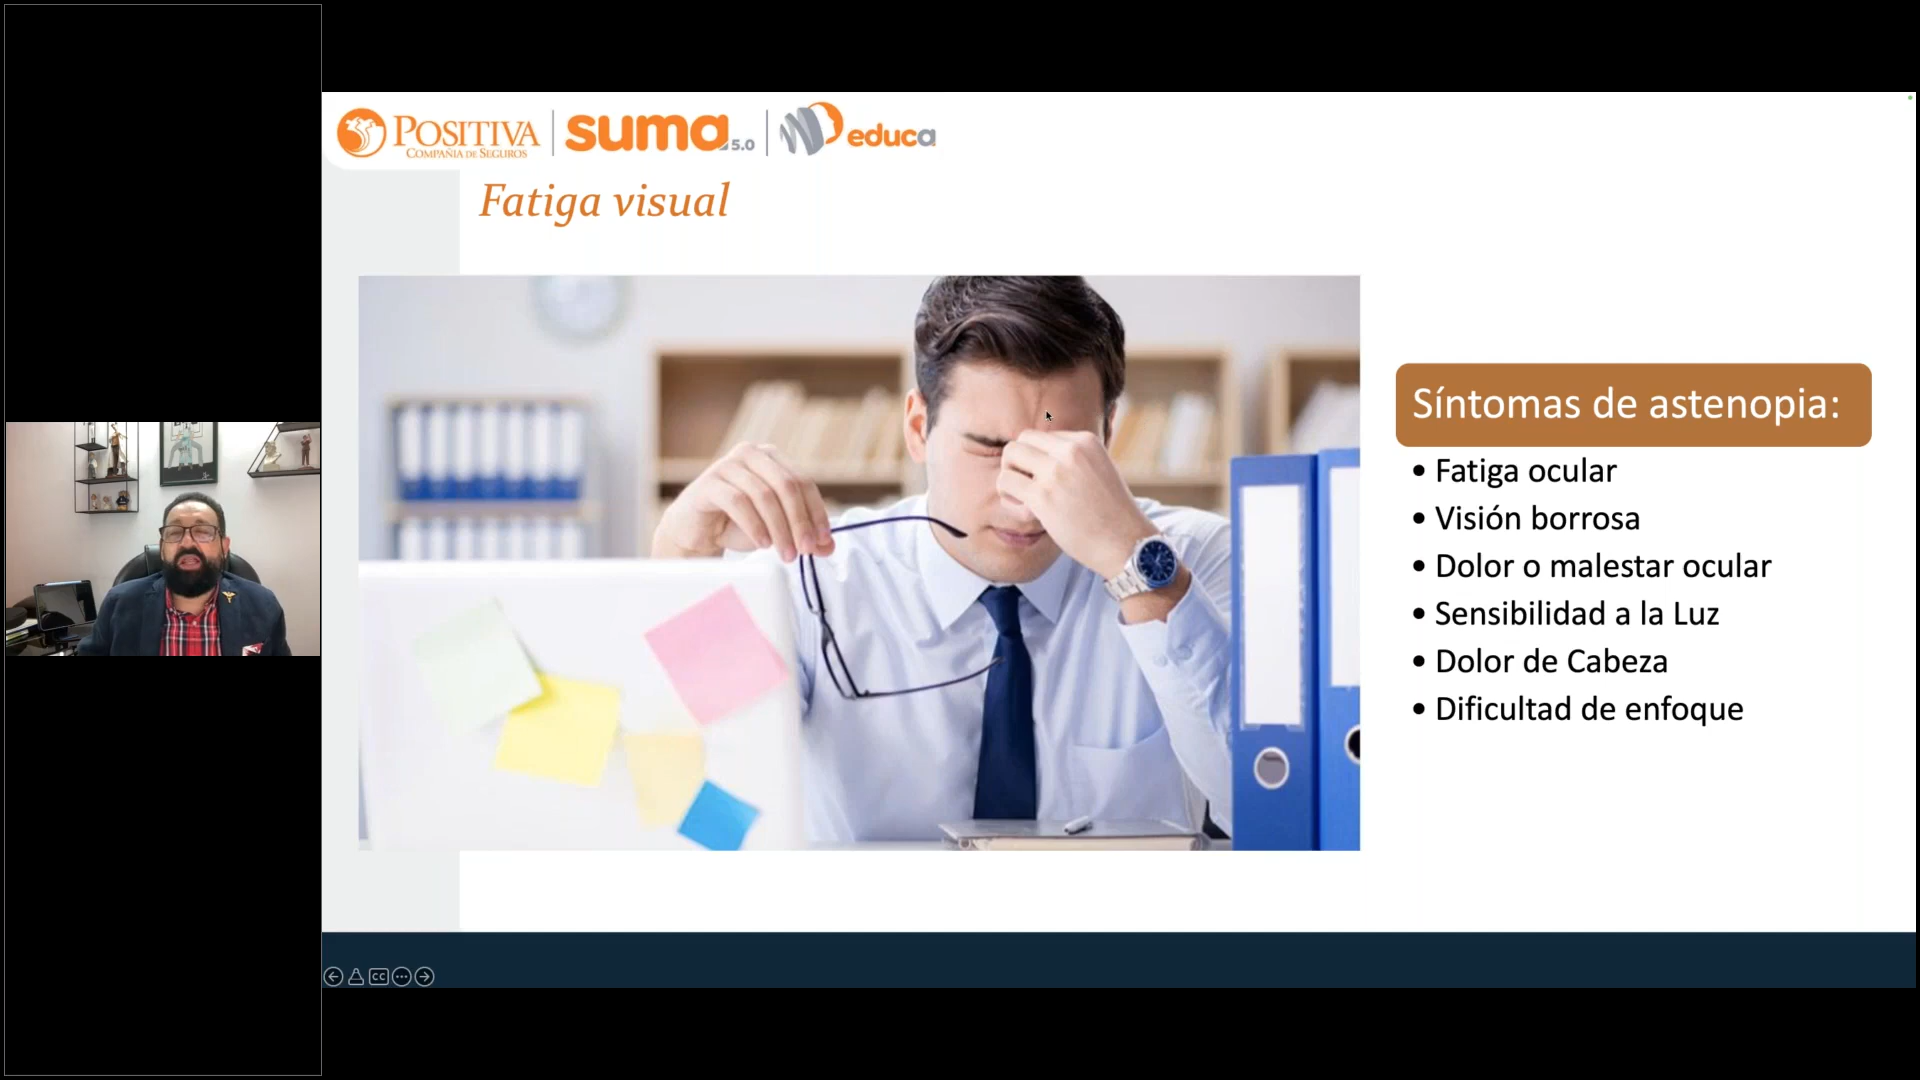 POSITIVA
COMPAÑIA DE SEGUROS
suma 5.0
educa
Fatiga visual
Síntomas de astenopia:
• Fatiga ocular
• Visión borrosa
• Dolor o malestar ocular
• Sensibilidad a la Luz
• Dolor de Cabeza
• Dificultad de enfoque
CC